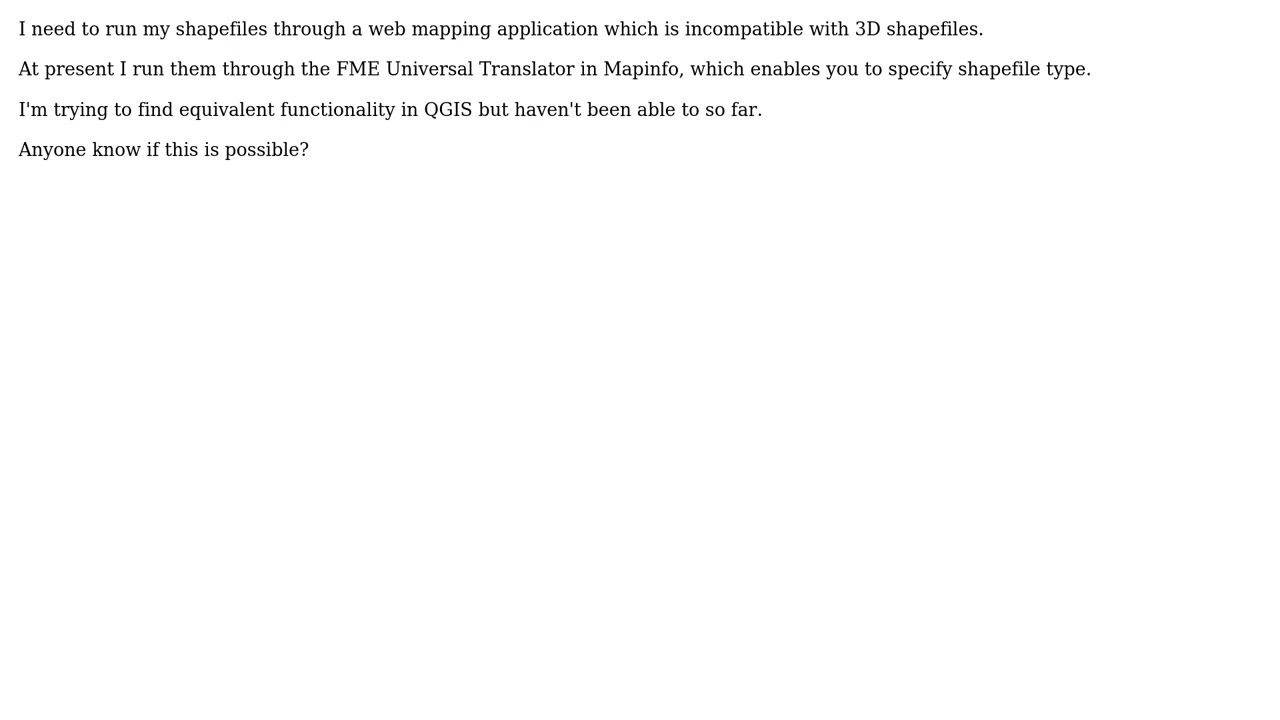 I need to run my shapefiles through a web mapping application which is incompatible with 3D shapefiles.
At present I run them through the FME Universal Translator in Mapinfo, which enables you to specify shapefile type.
I'm trying to find equivalent functionality in QGIS but haven't been able to so far.
Anyone know if this is possible?